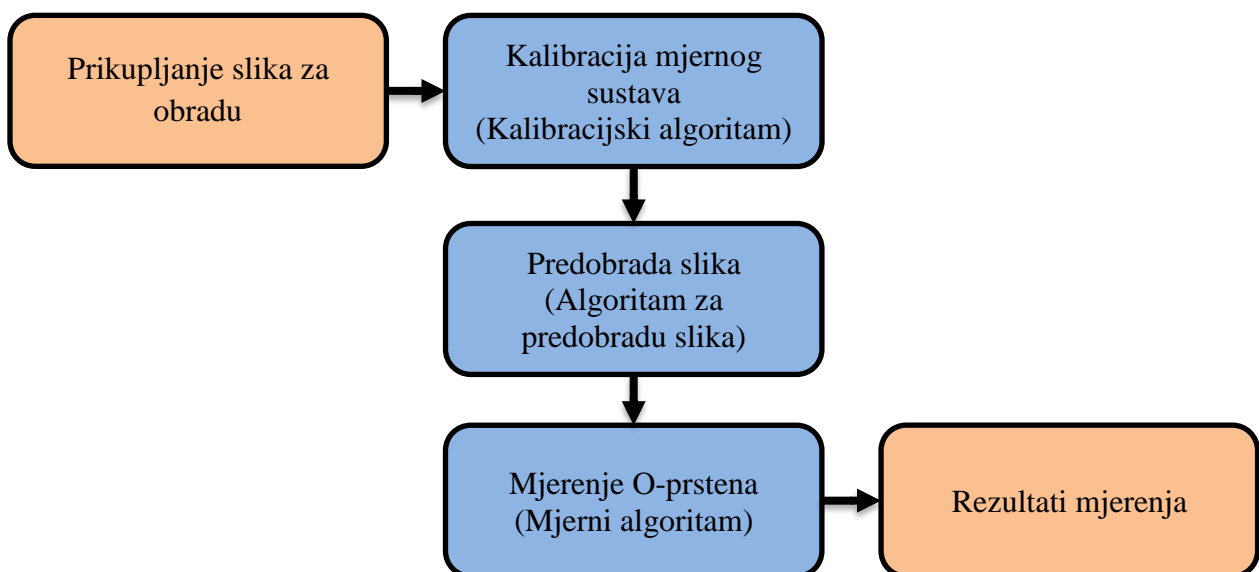 Prikupljanje slika za
obradu
Kalibracija mjernog
sustava
(Kalibracijski algoritam)
Predobrada slika
(Algoritam za
predobradu slika)
Mjerenje O-prstena
(Mjerni algoritam)
Rezultati mjerenja